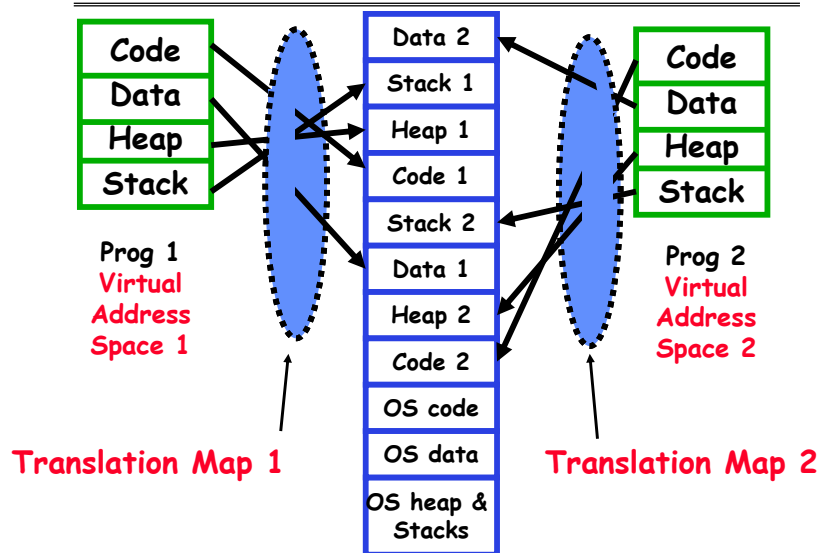 Code
Data
Heap
Stack
Prog 1
Virtual
Address
Space 1
Translation Map 1
Data 2
Stack 1
Heap 1
Code 1
Stack 2
Data 1
Heap 2
Code 2
OS code
OS data
OS heap &
Stacks
Code
Data
Heap
Stack
Prog 2
Virtual
Address
Space 2
Translation Map 2